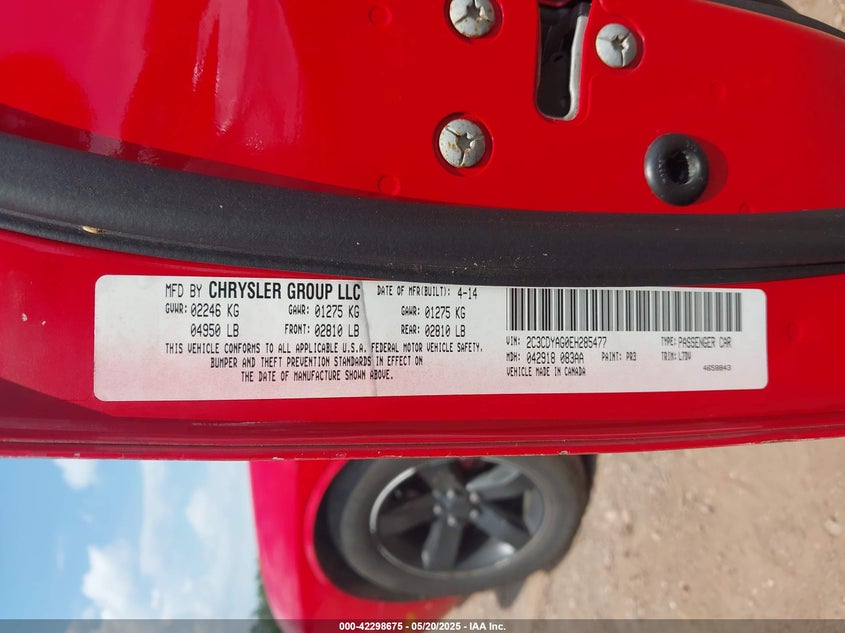 MFD BY CHRYSLER GROUP LLC DATE OF MFR(BUILT): 4-14
GVWR: 02246 KG GAWR: 01275 KG GAWR: 01275 KG
04950 LB FRONT: 02810 LB REAR: 02810 LB
THIS VEHICLE CONFORMS TO ALL APPLICABLE U.S.A. FEDERAL MOTOR VEHICLE SAFETY,
BUMPER AND THEFT PREVENTION STANDARDS IN EFFECT ON
THE DATE OF MANUFACTURE SHOWN ABOVE.
VIN: 2C3CDYAG0EH285477 TYPE: PASSENGER CAR
MDH: 042918 083AA PAINT: PR3 TRIM: L7DV
VEHICLE MADE IN CANADA 4658843
000-42298675 - 05/20/2025 - IAA Inc.